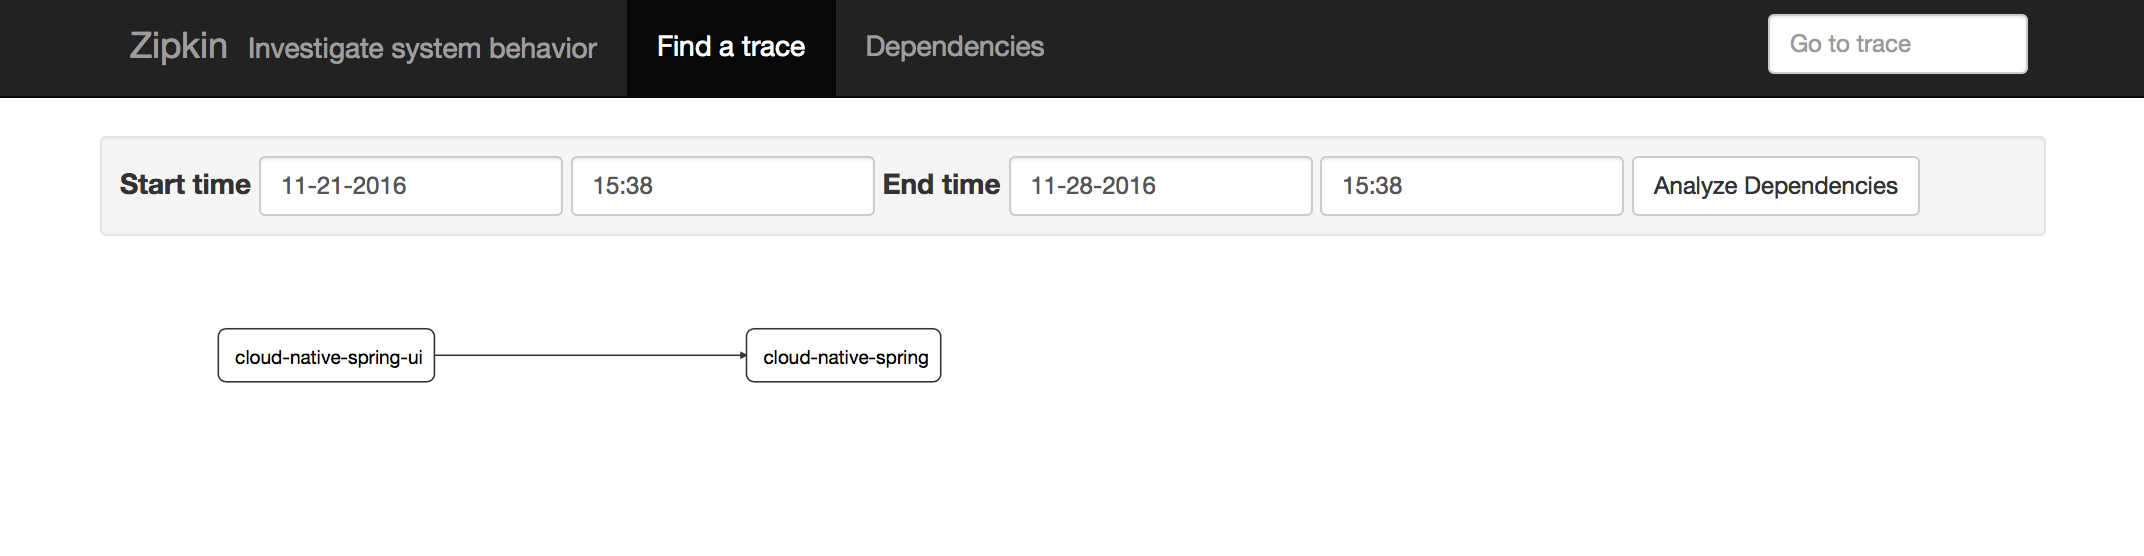 Zipkin Investigate system behavior Find a trace Dependencies Go to trace
Start time 11-21-2016 15:38 End time 11-28-2016 15:38 Analyze Dependencies
cloud-native-spring-ui cloud-native-spring